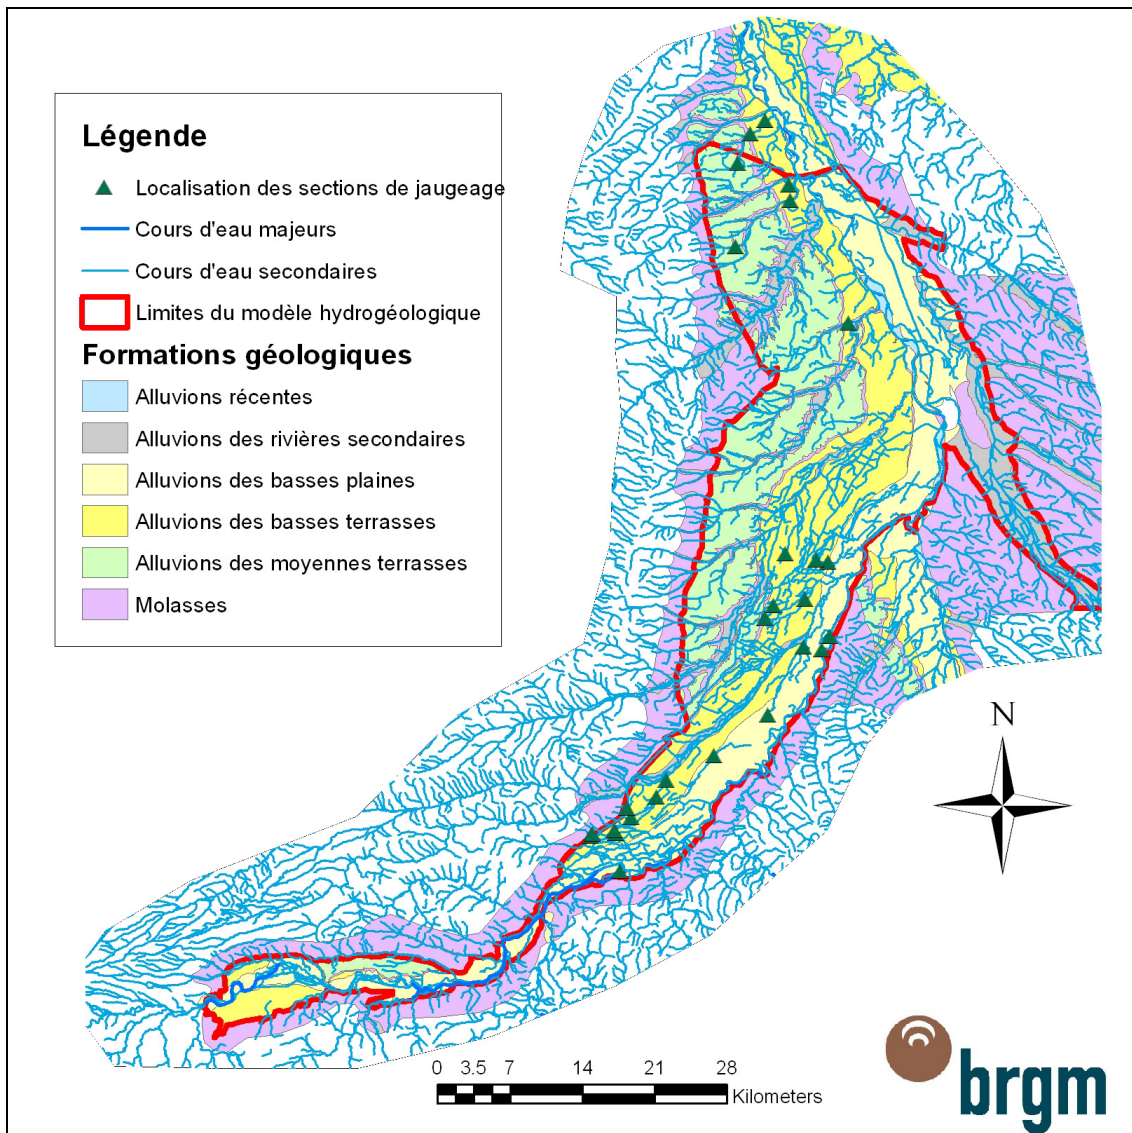 Légende
Localisation des sections de jaugeage
Cours d'eau majeurs
Cours d'eau secondaires
Limites du modèle hydrogéologique
Formations géologiques
Alluvions récentes
Alluvions des rivières secondaires
Alluvions des basses plaines
Alluvions des basses terrasses
Alluvions des moyennes terrasses
Molasses
N
0 3.5 7 14 21 28
Kilometers
brgm